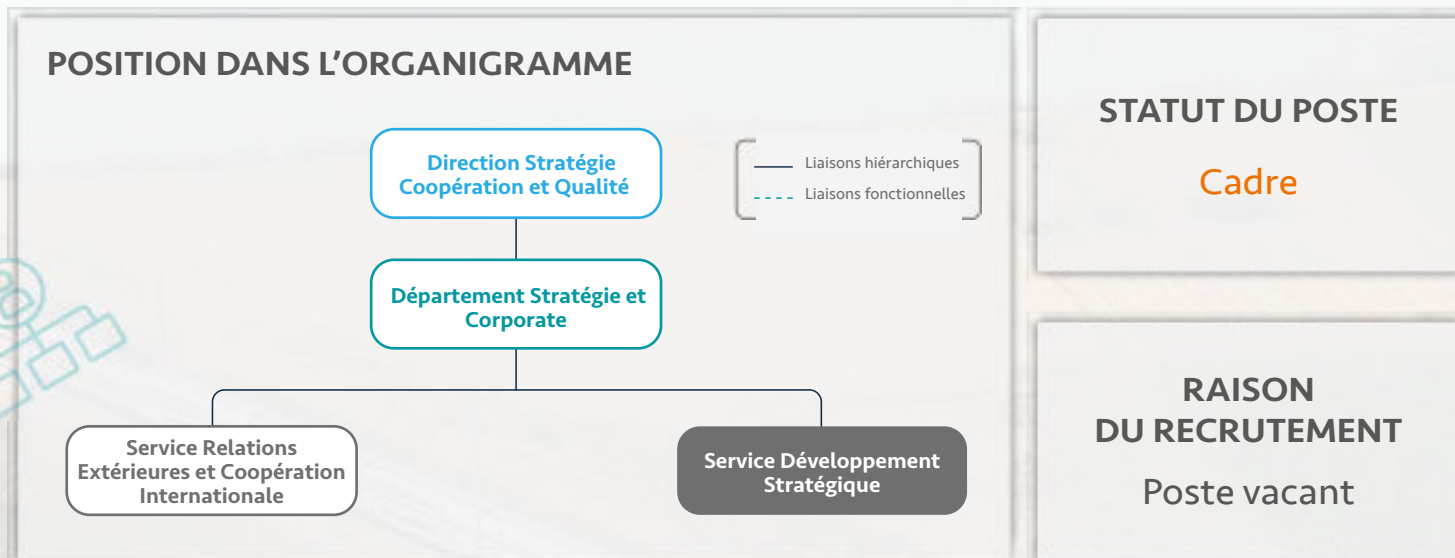 POSITION DANS L’ORGANIGRAMME
Direction Stratégie
Coopération et Qualité
Liaisons hiérarchiques
Liaisons fonctionnelles
Département Stratégie et
Corporate
Service Relations
Extérieures et Coopération
Internationale
Service Développement
Stratégique
STATUT DU POSTE
Cadre
RAISON
DU RECRUTEMENT
Poste vacant